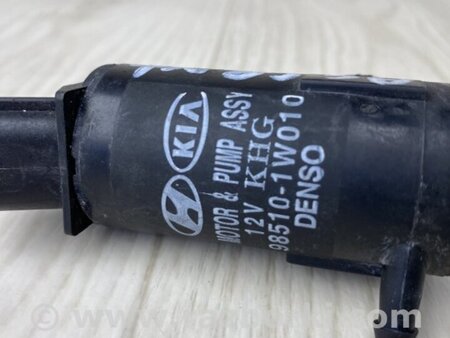 KIA
MOTOR & PUMP ASSY
12V KHG
98510-1W010
DENSO